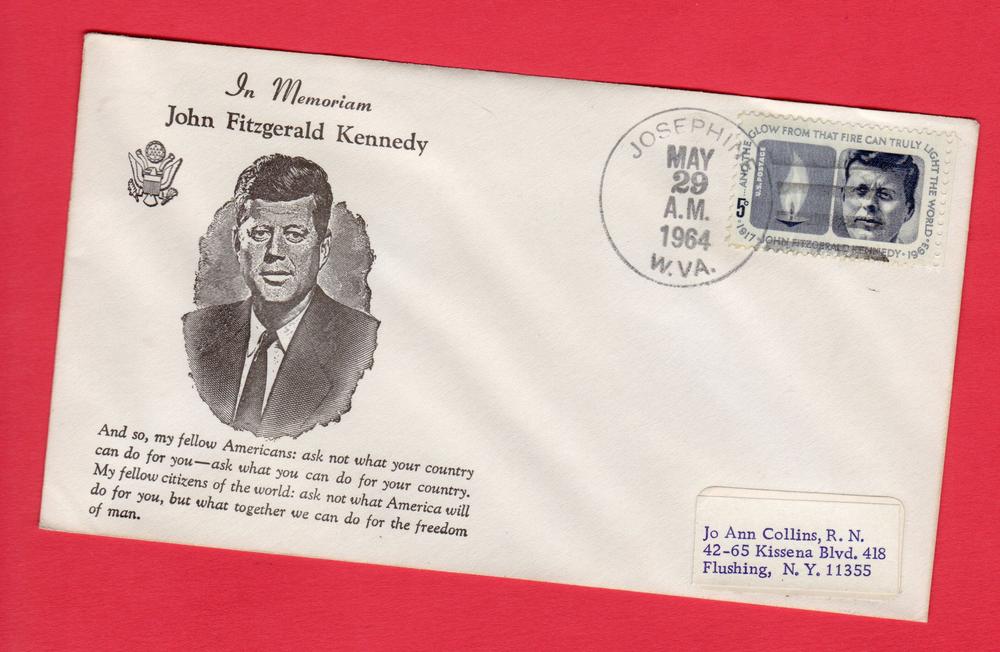 In Memoriam
John Fitzgerald Kennedy
And so, my fellow Americans: ask not what your country
can do for you—ask what you can do for your country.
My fellow citizens of the world: ask not what America will
do for you, but what together we can do for the freedom
of man.
MAY
29
A.M.
1964
W.VA.
...AND THE GLOW FROM THAT FIRE CAN TRULY LIGHT THE WORLD
U.S. POSTAGE
5¢
1917·JOHN FITZGERALD KENNEDY·1963
Jo Ann Collins, R. N.
42-65 Kissena Blvd. 418
Flushing, N. Y. 11355